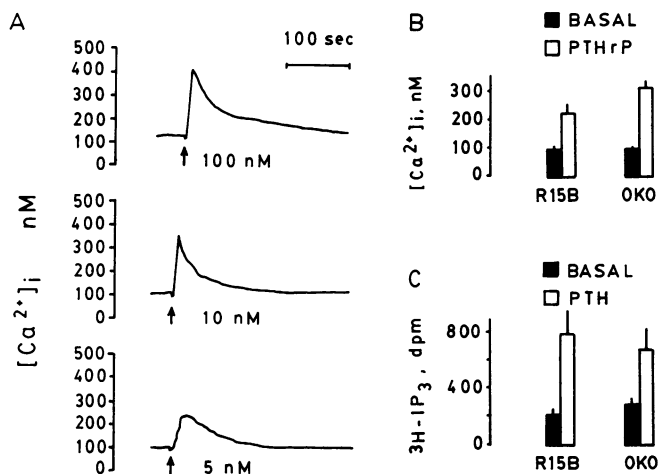 A
100 sec
500
400
300
200
100
0
100 nM
500
400
300
200
100
0
10 nM
500
400
300
200
100
0
5 nM
[Ca²⁺]i nM
B
BASAL
PTHrP
[Ca²⁺]i, nM
300
200
100
0
R15B
OKO
C
BASAL
PTH
³H-IP₃, dpm
800
400
0
R15B
OKO